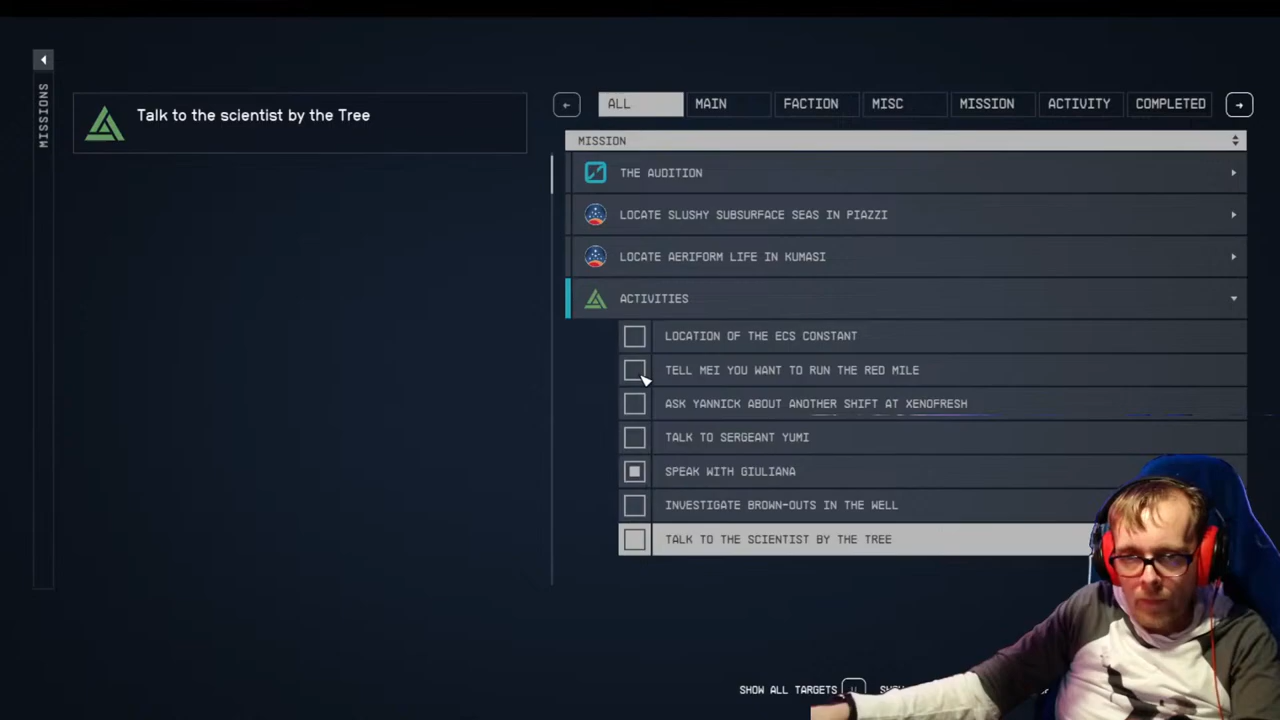 MISSIONS
Talk to the scientist by the Tree
ALL MAIN FACTION MISC MISSION ACTIVITY COMPLETED
MISSION
THE AUDITION
LOCATE SLUSHY SUBSURFACE SEAS IN PIAZZI
LOCATE AERIFORM LIFE IN KUMASI
ACTIVITIES
LOCATION OF THE ECS CONSTANT
TELL MEI YOU WANT TO RUN THE RED MILE
ASK YANNICK ABOUT ANOTHER SHIFT AT XENOFRESH
TALK TO SERGEANT YUMI
SPEAK WITH GIULIANA
INVESTIGATE BROWN-OUTS IN THE WELL
TALK TO THE SCIENTIST BY THE TREE
SHOW ALL TARGETS